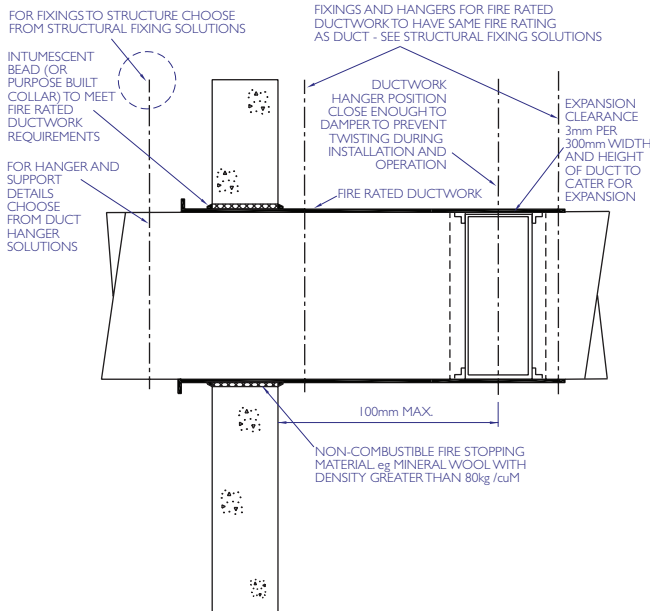 FOR FIXINGS TO STRUCTURE CHOOSE
FROM STRUCTURAL FIXING SOLUTIONS
FIXINGS AND HANGERS FOR FIRE RATED
DUCTWORK TO HAVE SAME FIRE RATING
AS DUCT - SEE STRUCTURAL FIXING SOLUTIONS
INTUMESCENT
BEAD (OR
PURPOSE BUILT
COLLAR) TO MEET
FIRE RATED
DUCTWORK
REQUIREMENTS
DUCTWORK
HANGER POSITION
CLOSE ENOUGH TO
DAMPER TO PREVENT
TWISTING DURING
INSTALLATION AND
OPERATION
EXPANSION
CLEARANCE
3mm PER
300mm WIDTH
AND HEIGHT
OF DUCT TO
CATER FOR
EXPANSION
FOR HANGER AND
SUPPORT
DETAILS
CHOOSE
FROM DUCT
HANGER
SOLUTIONS
FIRE RATED DUCTWORK
100mm MAX.
NON-COMBUSTIBLE FIRE STOPPING
MATERIAL eg MINERAL WOOL WITH
DENSITY GREATER THAN 80kg /cuM